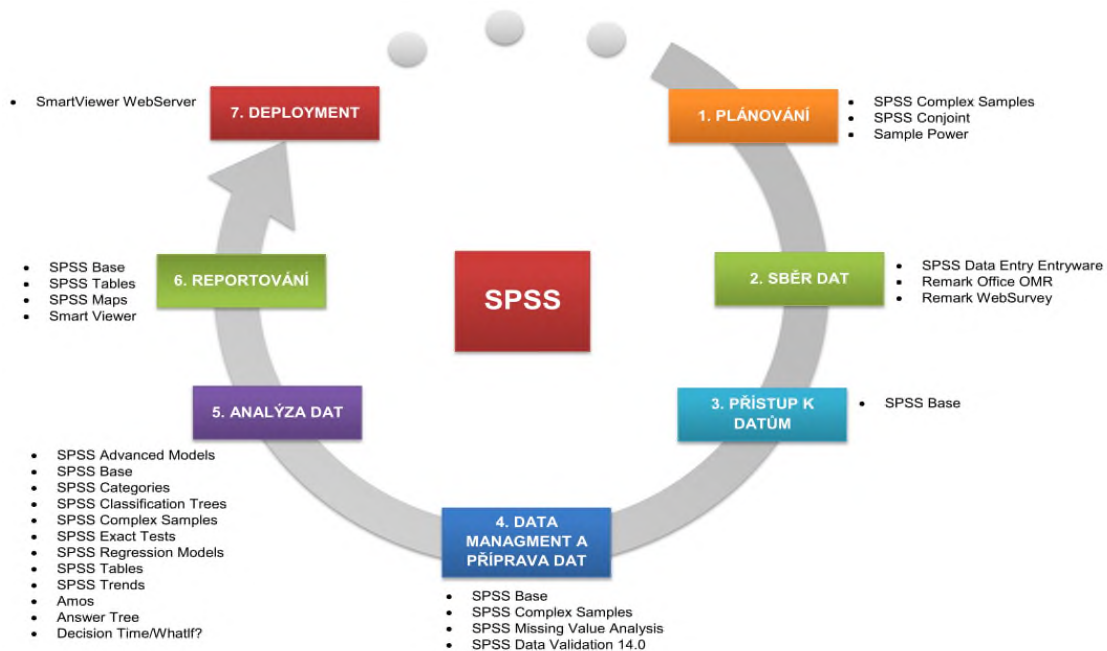 SPSS
1. PLÁNOVÁNÍ
SPSS Complex Samples
SPSS Conjoint
Sample Power
2. SBĚR DAT
SPSS Data Entry Entryware
Remark Office OMR
Remark WebSurvey
3. PŘÍSTUP K
DATŮM
SPSS Base
4. DATA
MANAGMENT A
PŘÍPRAVA DAT
SPSS Base
SPSS Complex Samples
SPSS Missing Value Analysis
SPSS Data Validation 14.0
5. ANALÝZA DAT
SPSS Advanced Models
SPSS Base
SPSS Categories
SPSS Classification Trees
SPSS Complex Samples
SPSS Exact Tests
SPSS Regression Models
SPSS Tables
SPSS Trends
Amos
Answer Tree
Decision Time/WhatIf?
6. REPORTOVÁNÍ
SPSS Base
SPSS Tables
SPSS Maps
Smart Viewer
7. DEPLOYMENT
SmartViewer WebServer